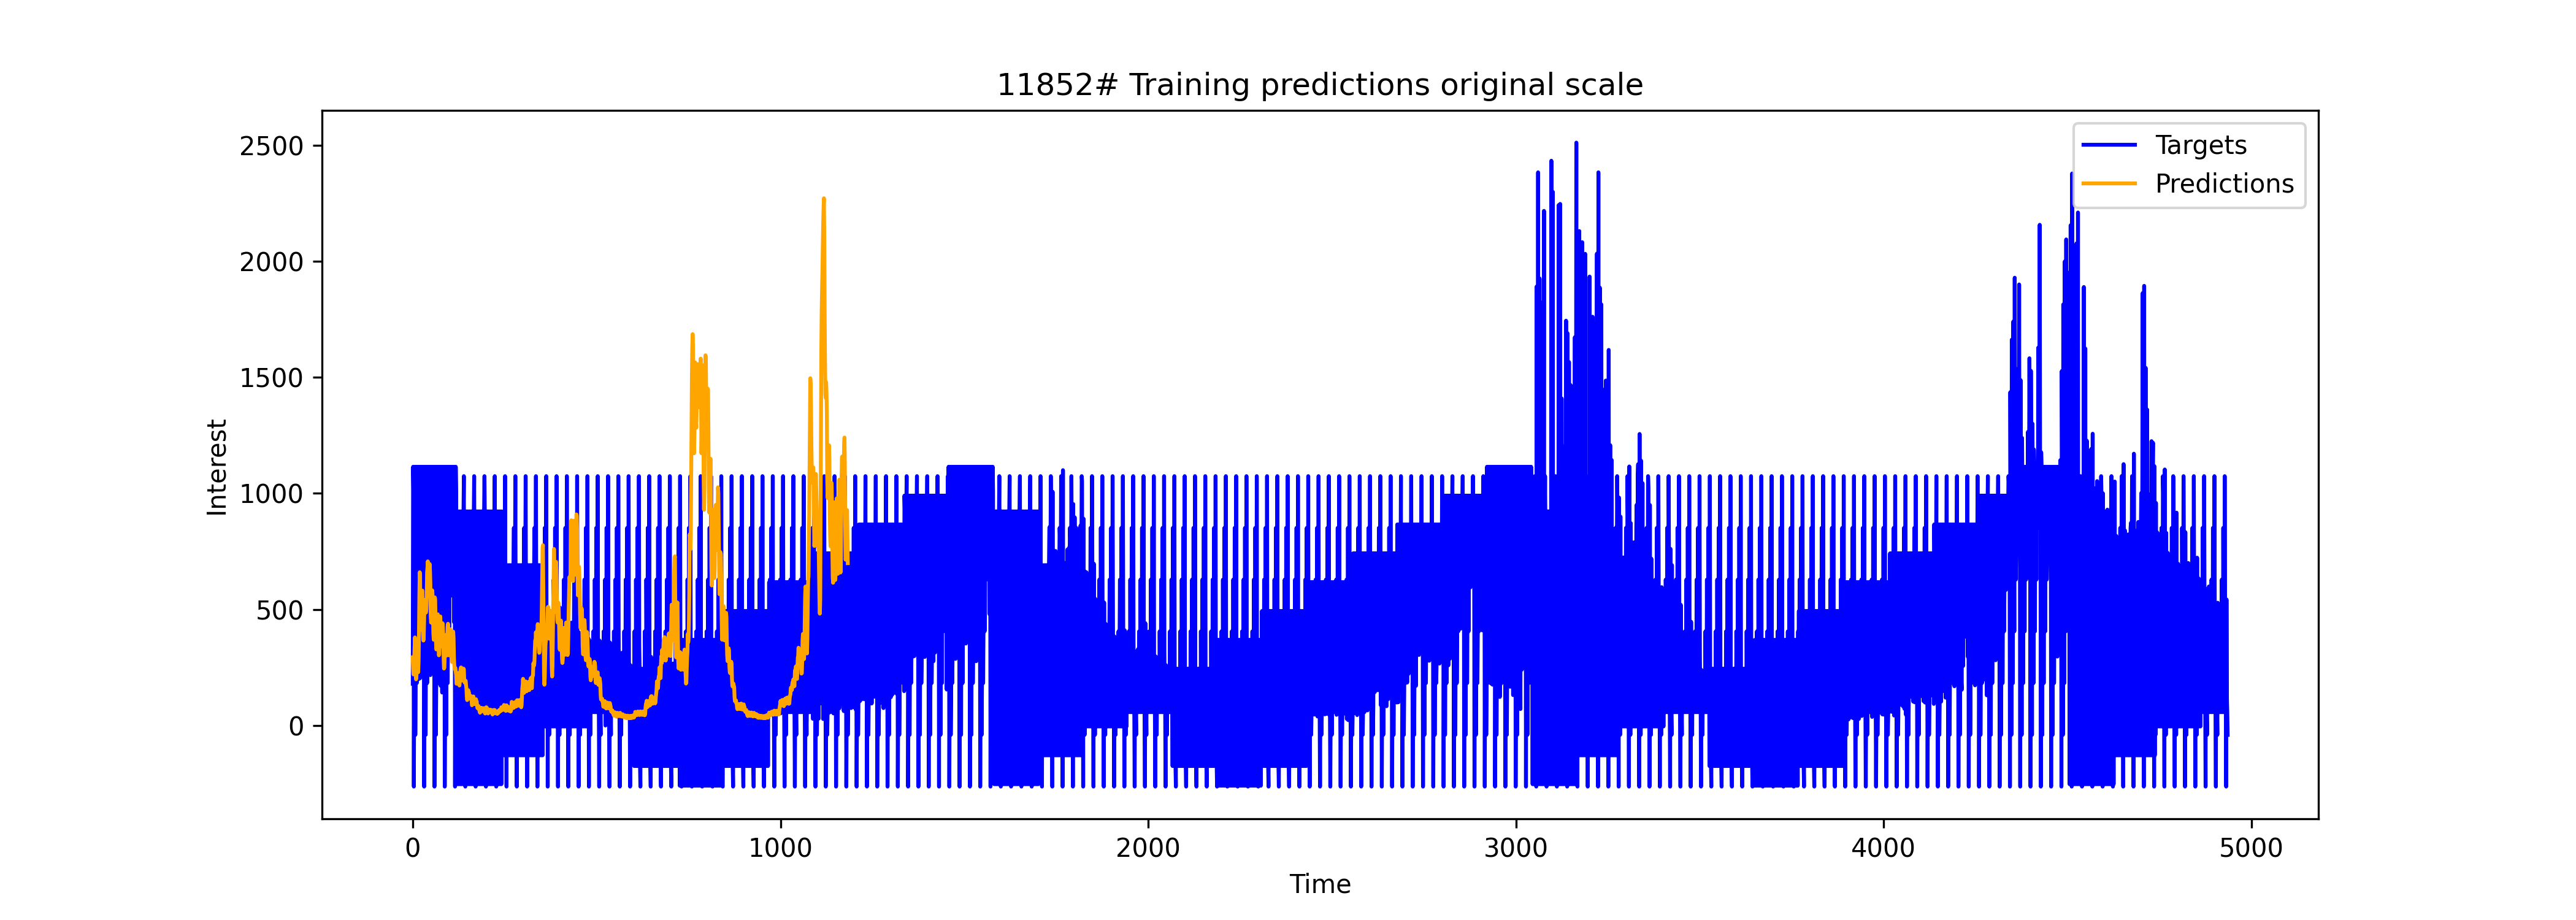 11852# Training predictions original scale
2500
2000
1500
1000
500
0
Interest
Targets
Predictions
0 1000 2000 3000 4000 5000
Time